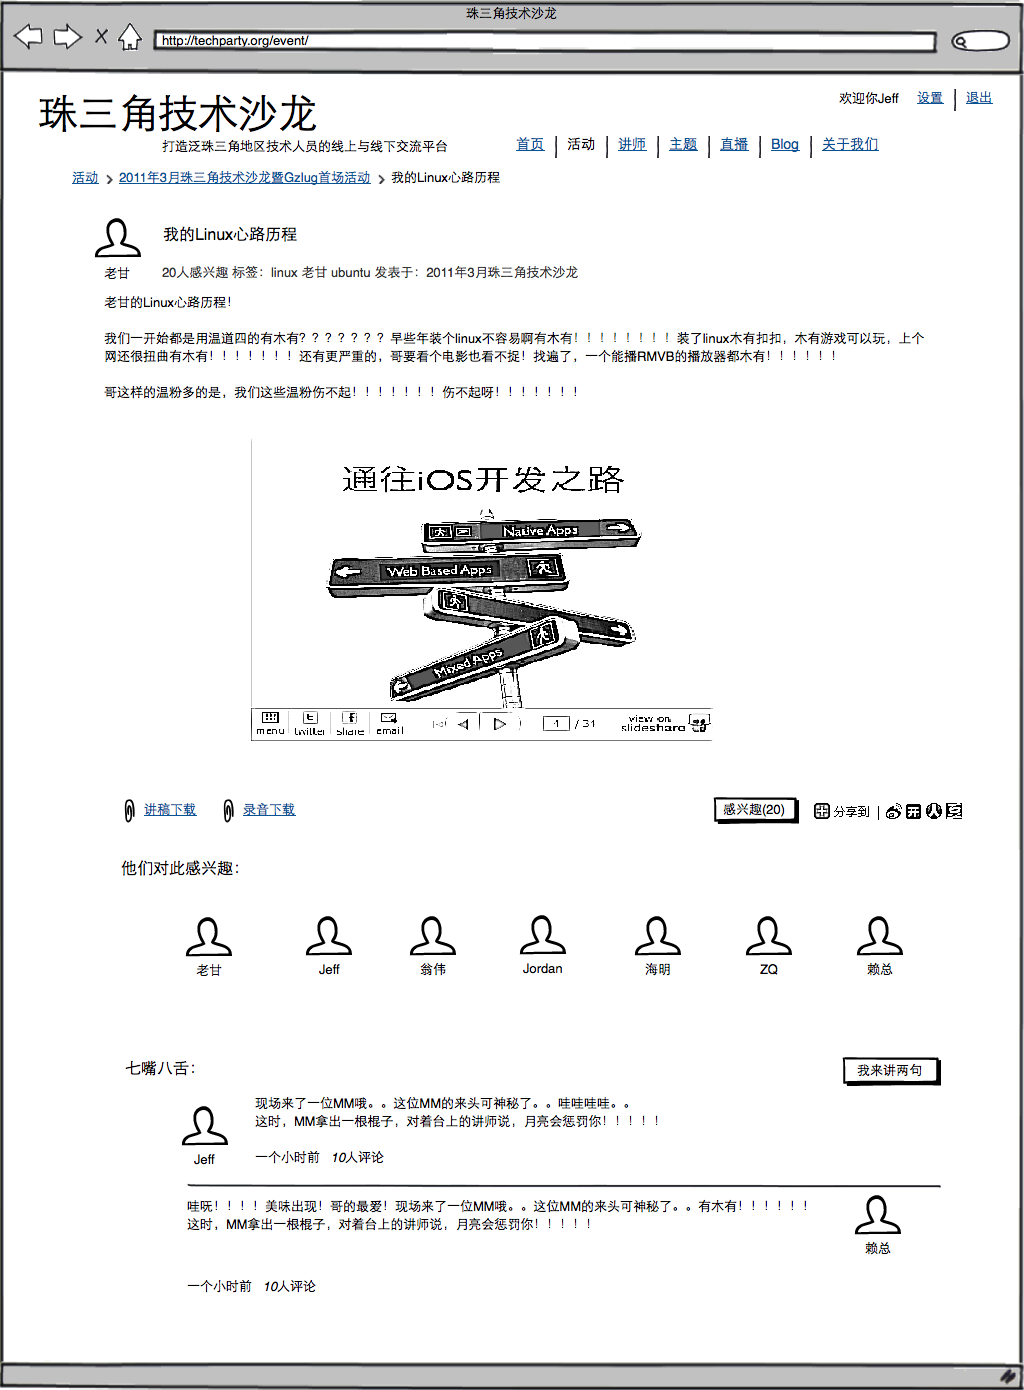 珠三角技术沙龙
http://techparty.org/event/
珠三角技术沙龙
欢迎你Jeff 设置 退出
打造泛珠三角地区技术人员的线上与线下交流平台
首页 活动 讲师 主题 直播 Blog 关于我们
活动 2011年3月珠三角技术沙龙暨Gzlug首场活动 我的Linux心路历程
我的Linux心路历程
老甘
20人感兴趣 标签：linux 老甘 ubuntu 发表于：2011年3月珠三角技术沙龙
老甘的Linux心路历程！
我们一开始都是用温道四的有木有？？？？？？？早些年装个linux不容易啊有木有！！！！！！！！装了linux木有扣扣，木有游戏可以玩，上个
网还很扭曲有木有！！！！！！！还有更严重的，哥要看个电影也看不捉！找遍了，一个能播RMVB的播放器都木有！！！！！！
哥这样的温粉多的是，我们这些温粉伤不起！！！！！！！伤不起呀！！！！！！！
通往iOS开发之路
Native Apps
Web Based Apps
Mixed Apps
menu twitter share email 1 / 31 view on slideshare
讲稿下载 录音下载 感兴趣(20) 分享到
他们对此感兴趣：
老甘 Jeff 翁伟 Jordan 海明 ZQ 赖总
七嘴八舌：
我来讲两句
现场来了一位MM哦。。这位MM的来头可神秘了。。哇哇哇哇。。
这时，MM拿出一根棍子，对着台上的讲师说，月亮会惩罚你！！！！！
Jeff
一个小时前 10人评论
哇呒！！！！美味出现！哥的最爱！现场来了一位MM哦。。这位MM的来头可神秘了。。有木有！！！！！！
这时，MM拿出一根棍子，对着台上的讲师说，月亮会惩罚你！！！！！
赖总
一个小时前 10人评论